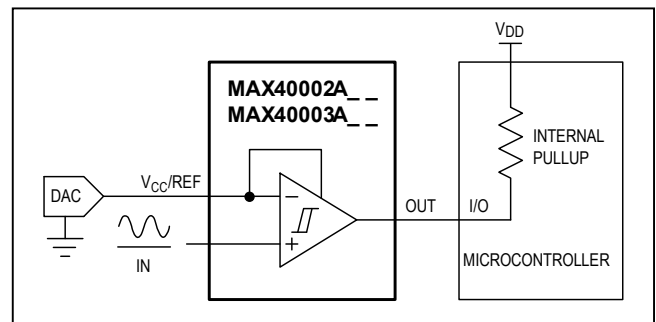 VDD
MAX40002A_ _
MAX40003A_ _
INTERNAL
PULLUP
VCC/REF
DAC
−
OUT
I/O
+
IN
MICROCONTROLLER